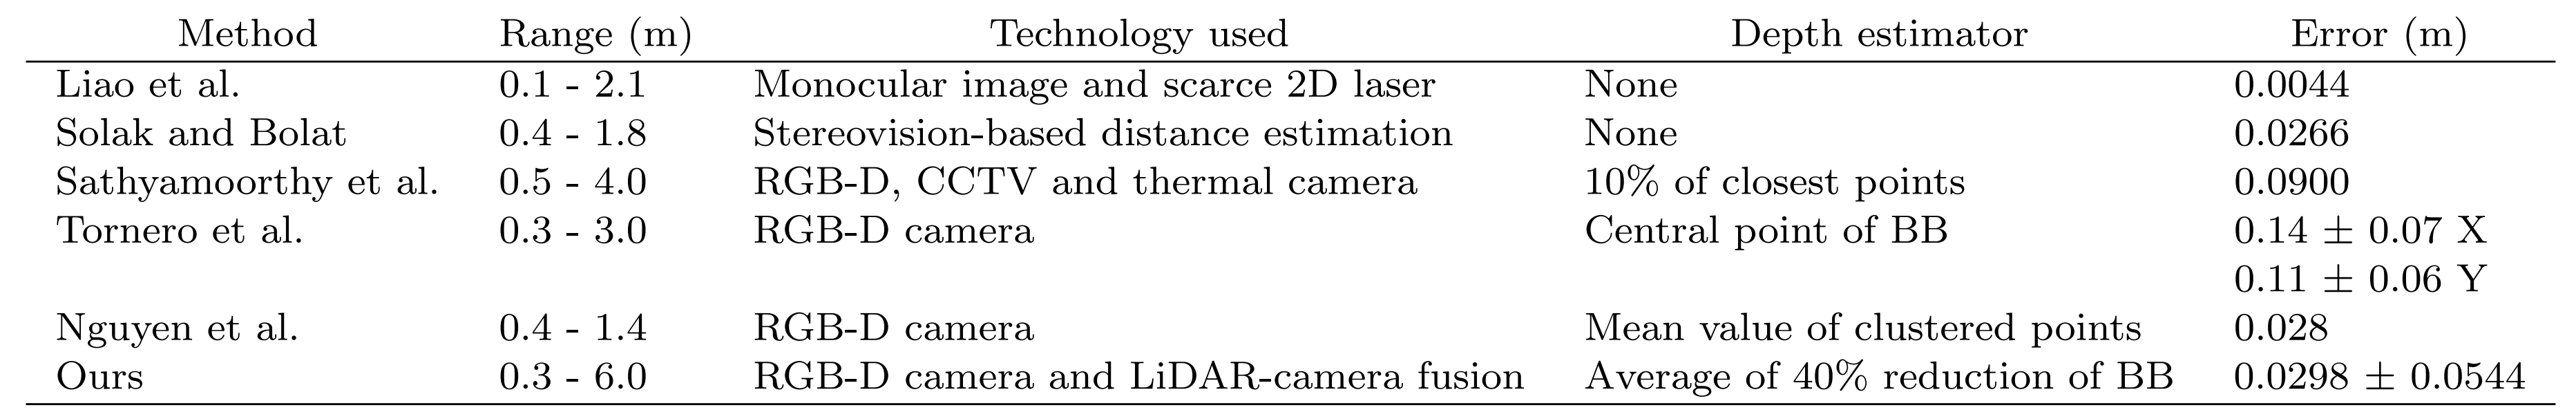 Method Range (m) Technology used Depth estimator Error (m)
Liao et al. 0.1 - 2.1 Monocular image and scarce 2D laser None 0.0044
Solak and Bolat 0.4 - 1.8 Stereovision-based distance estimation None 0.0266
Sathyamoorthy et al. 0.5 - 4.0 RGB-D, CCTV and thermal camera 10% of closest points 0.0900
Tornero et al. 0.3 - 3.0 RGB-D camera Central point of BB 0.14 ± 0.07 X
0.11 ± 0.06 Y
Nguyen et al. 0.4 - 1.4 RGB-D camera Mean value of clustered points 0.028
Ours 0.3 - 6.0 RGB-D camera and LiDAR-camera fusion Average of 40% reduction of BB 0.0298 ± 0.0544